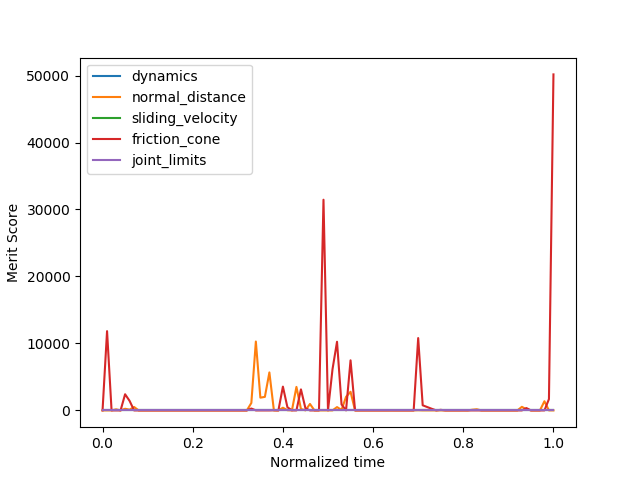 50000
40000
30000
20000
10000
0
Merit Score
dynamics
normal_distance
sliding_velocity
friction_cone
joint_limits
0.0 0.2 0.4 0.6 0.8 1.0
Normalized time